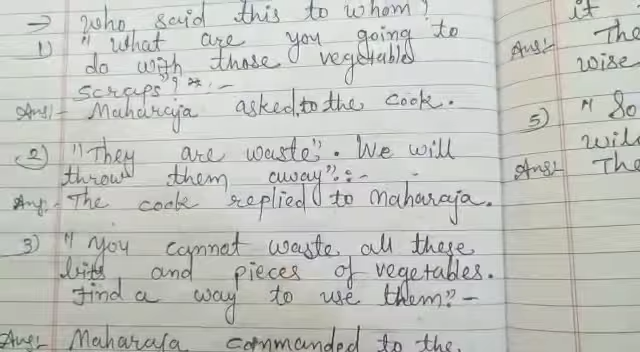 → Who said this to whom?
1) "What are you going to
do with those vegetable
scraps"? :-
Ans:- Maharaja asked to the cook.
2) "They are waste". We will
throw them away":-
Ans:- The cook replied to Maharaja.
3) "You cannot waste all these
bits and pieces of vegetables.
Find a way to use them"? -
Ans:- Maharaja commanded to the.
it
Ans:- The
wise
5) "So
will
Ans:- The